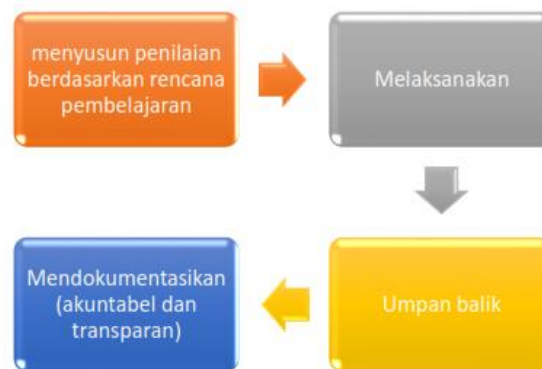 menyusun penilaian
berdasarkan rencana
pembelajaran
Melaksanakan
Umpan balik
Mendokumentasikan
(akuntabel dan
transparan)